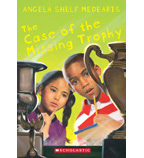 ANGELA SHELF MEDEARIS
The
Case of the
Missing Trophy
SCHOLASTIC